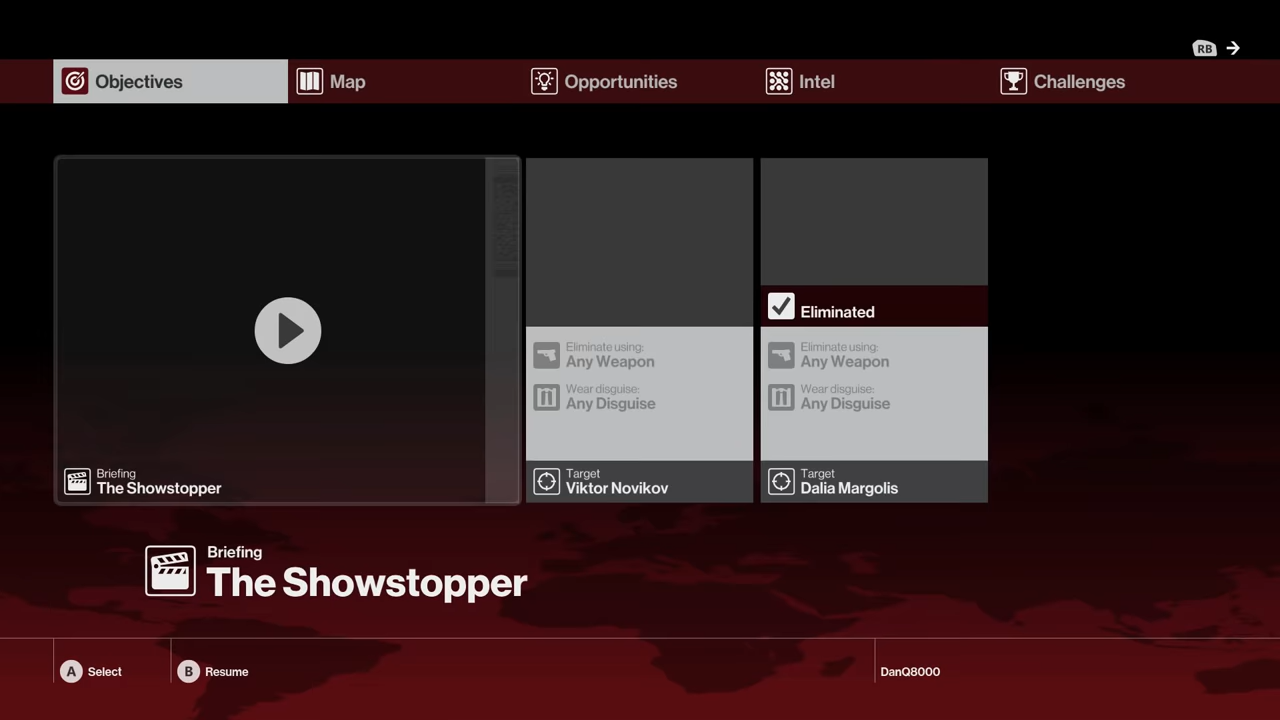 RB
Objectives
Map
Opportunities
Intel
Challenges
Briefing
The Showstopper
Eliminate using:
Any Weapon
Wear disguise:
Any Disguise
Target
Viktor Novikov
Eliminated
Eliminate using:
Any Weapon
Wear disguise:
Any Disguise
Target
Dalia Margolis
Briefing
The Showstopper
A Select
B Resume
DanQ8000